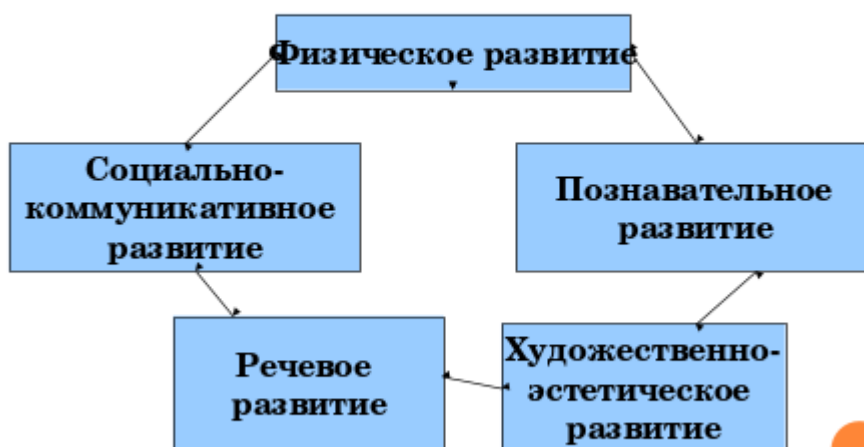 Физическое развитие
Социально-
коммуникативное
развитие
Познавательное
развитие
Речевое
развитие
Художественно-
эстетическое
развитие